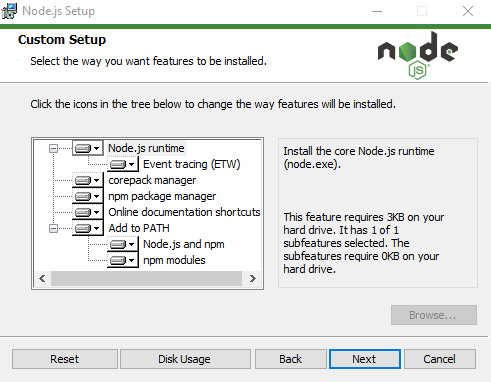 Node.js Setup
Custom Setup
Select the way you want features to be installed.
node
JS
Click the icons in the tree below to change the way features will be installed.
Node.js runtime
Event tracing (ETW)
corepack manager
npm package manager
Online documentation shortcuts
Add to PATH
Node.js and npm
npm modules
Install the core Node.js runtime
(node.exe).
This feature requires 3KB on your
hard drive. It has 1 of 1
subfeatures selected. The
subfeatures require 0KB on your
hard drive.
Browse...
Reset
Disk Usage
Back
Next
Cancel